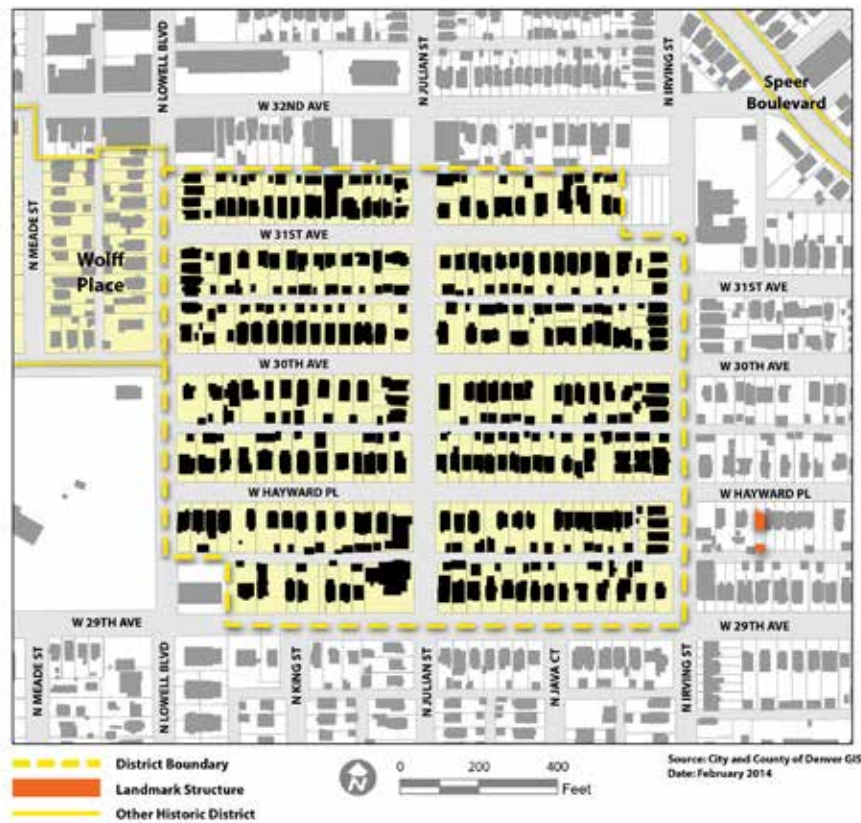 N LOWELL BLVD
N JULIAN ST
N IRVING ST
Speer
Boulevard
W 32ND AVE
N MEADE ST
W 31ST AVE
Wolff
Place
W 31ST AVE
W 30TH AVE
W 30TH AVE
W HAYWARD PL
W HAYWARD PL
W 29TH AVE
W 29TH AVE
N MEADE ST
N LOWELL BLVD
N KING ST
N JULIAN ST
N JAVA CT
N IRVING ST
District Boundary
Landmark Structure
Other Historic District
N
0 200 400
Feet
Source: City and County of Denver GIS
Date: February 2014